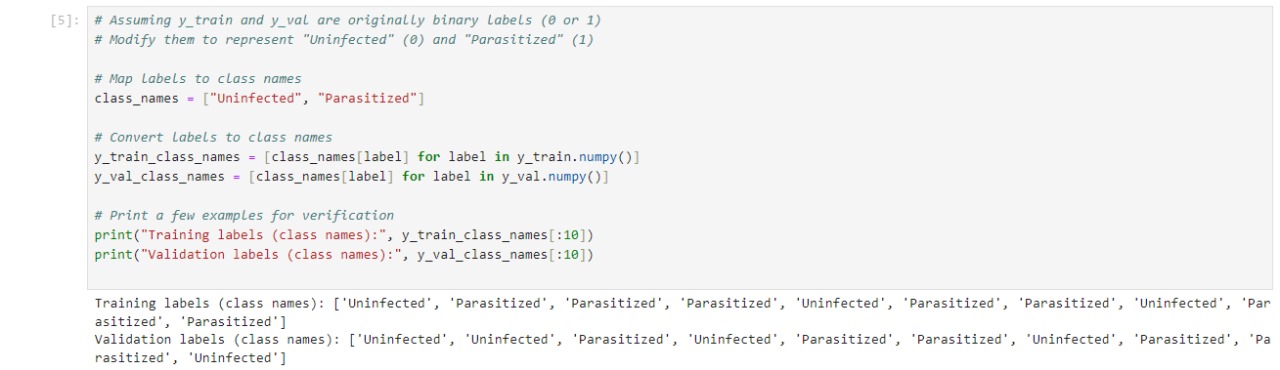 [5]: # Assuming y_train and y_val are originally binary labels (0 or 1)
# Modify them to represent "Uninfected" (0) and "Parasitized" (1)
# Map labels to class names
class_names = ["Uninfected", "Parasitized"]
# Convert labels to class names
y_train_class_names = [class_names[label] for label in y_train.numpy()]
y_val_class_names = [class_names[label] for label in y_val.numpy()]
# Print a few examples for verification
print("Training labels (class names):", y_train_class_names[:10])
print("Validation labels (class names):", y_val_class_names[:10])
Training labels (class names): ['Uninfected', 'Parasitized', 'Parasitized', 'Parasitized', 'Uninfected', 'Parasitized', 'Parasitized', 'Uninfected', 'Par
asitized', 'Parasitized']
Validation labels (class names): ['Uninfected', 'Uninfected', 'Parasitized', 'Uninfected', 'Parasitized', 'Parasitized', 'Uninfected', 'Parasitized', 'Pa
rasitized', 'Uninfected']